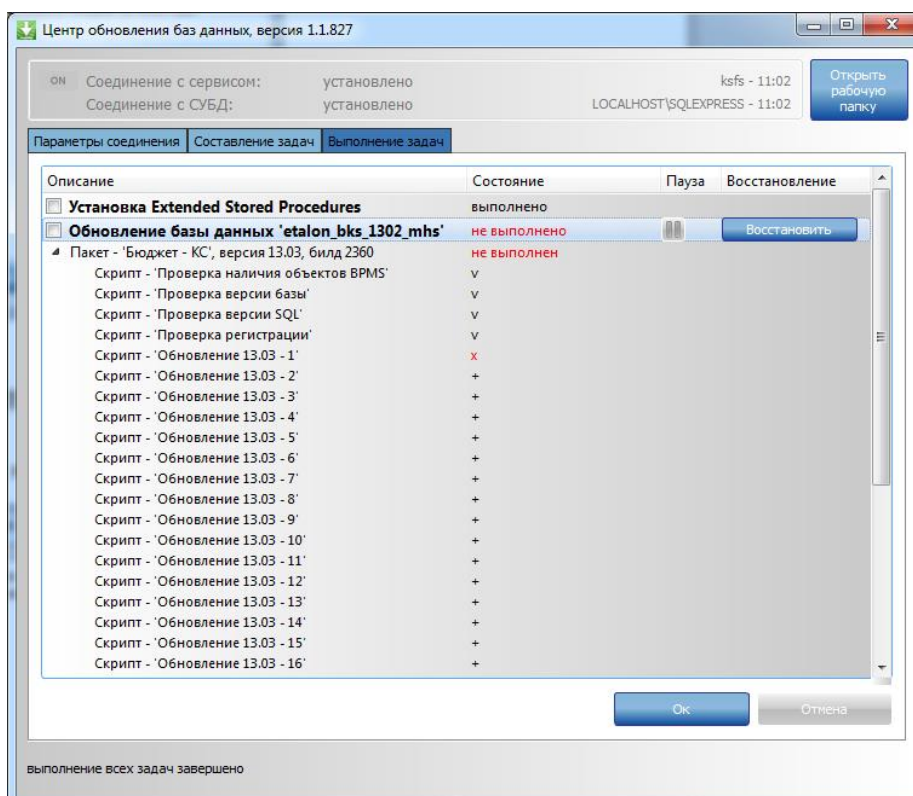 Центр обновления баз данных, версия 1.1.827
ON Соединение с сервисом: установлено ksfs - 11:02
Соединение с СУБД: установлено LOCALHOST\SQLEXPRESS - 11:02
Открыть
рабочую
папку
Параметры соединения Составление задач Выполнение задач
Описание Состояние Пауза Восстановление
Установка Extended Stored Procedures выполнено
Обновление базы данных 'etalon_bks_1302_mhs' не выполнено Восстановить
Пакет - 'Бюджет - КС', версия 13.03, билд 2360 не выполнен
Скрипт - 'Проверка наличия объектов BPMS' v
Скрипт - 'Проверка версии базы' v
Скрипт - 'Проверка версии SQL' v
Скрипт - 'Проверка регистрации' v
Скрипт - 'Обновление 13.03 - 1' x
Скрипт - 'Обновление 13.03 - 2' +
Скрипт - 'Обновление 13.03 - 3' +
Скрипт - 'Обновление 13.03 - 4' +
Скрипт - 'Обновление 13.03 - 5' +
Скрипт - 'Обновление 13.03 - 6' +
Скрипт - 'Обновление 13.03 - 7' +
Скрипт - 'Обновление 13.03 - 8' +
Скрипт - 'Обновление 13.03 - 9' +
Скрипт - 'Обновление 13.03 - 10' +
Скрипт - 'Обновление 13.03 - 11' +
Скрипт - 'Обновление 13.03 - 12' +
Скрипт - 'Обновление 13.03 - 13' +
Скрипт - 'Обновление 13.03 - 14' +
Скрипт - 'Обновление 13.03 - 15' +
Скрипт - 'Обновление 13.03 - 16' +
Ок Отмена
выполнение всех задач завершено